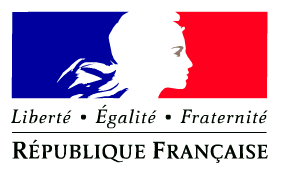 Liberté • Égalité • Fraternité
RÉPUBLIQUE FRANÇAISE